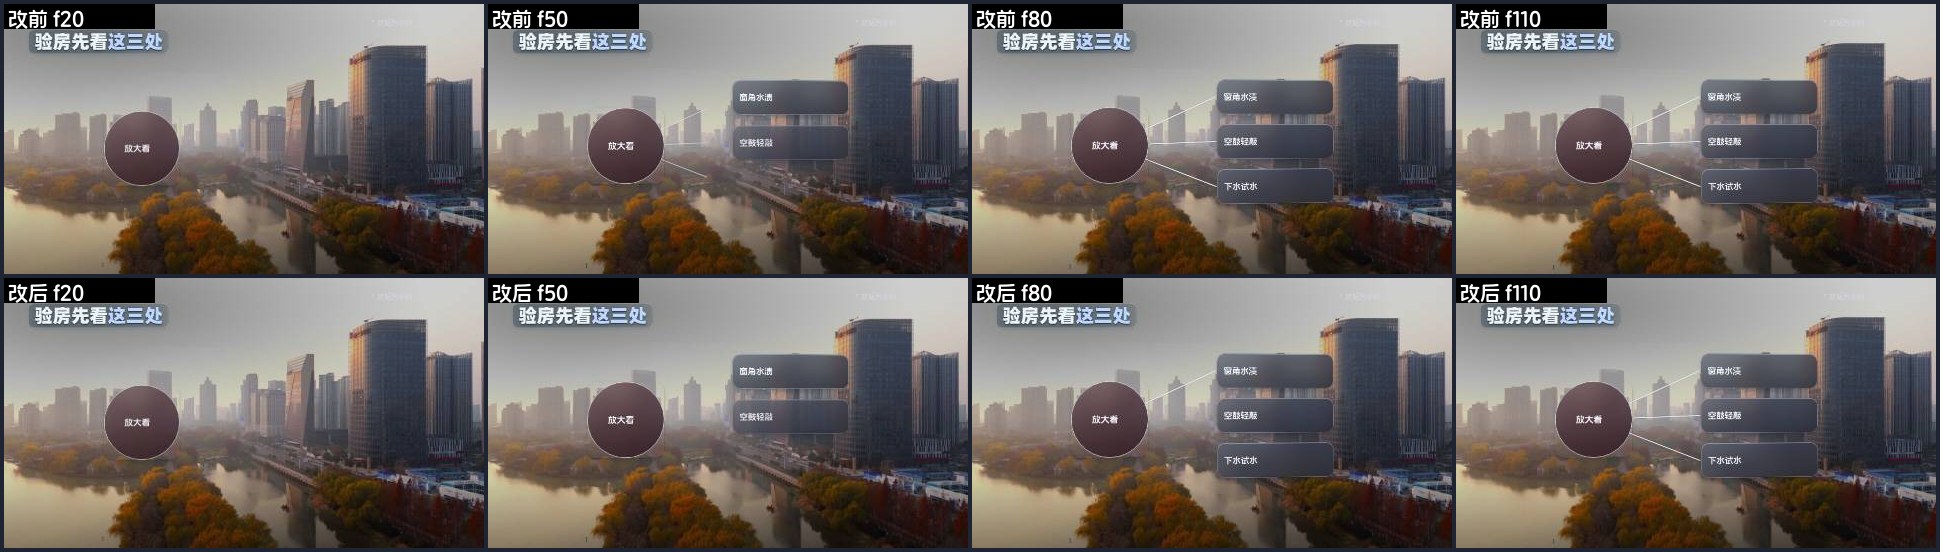 改前 f20
验房先看这三处
放大看
改前 f50
验房先看这三处
放大看
窗角水渍
空鼓轻敲
改前 f80
验房先看这三处
放大看
窗角水渍
空鼓轻敲
下水试水
改前 f110
验房先看这三处
放大看
窗角水渍
空鼓轻敲
下水试水
改后 f20
验房先看这三处
放大看
改后 f50
验房先看这三处
放大看
窗角水渍
空鼓轻敲
改后 f80
验房先看这三处
放大看
窗角水渍
空鼓轻敲
下水试水
改后 f110
验房先看这三处
放大看
窗角水渍
空鼓轻敲
下水试水